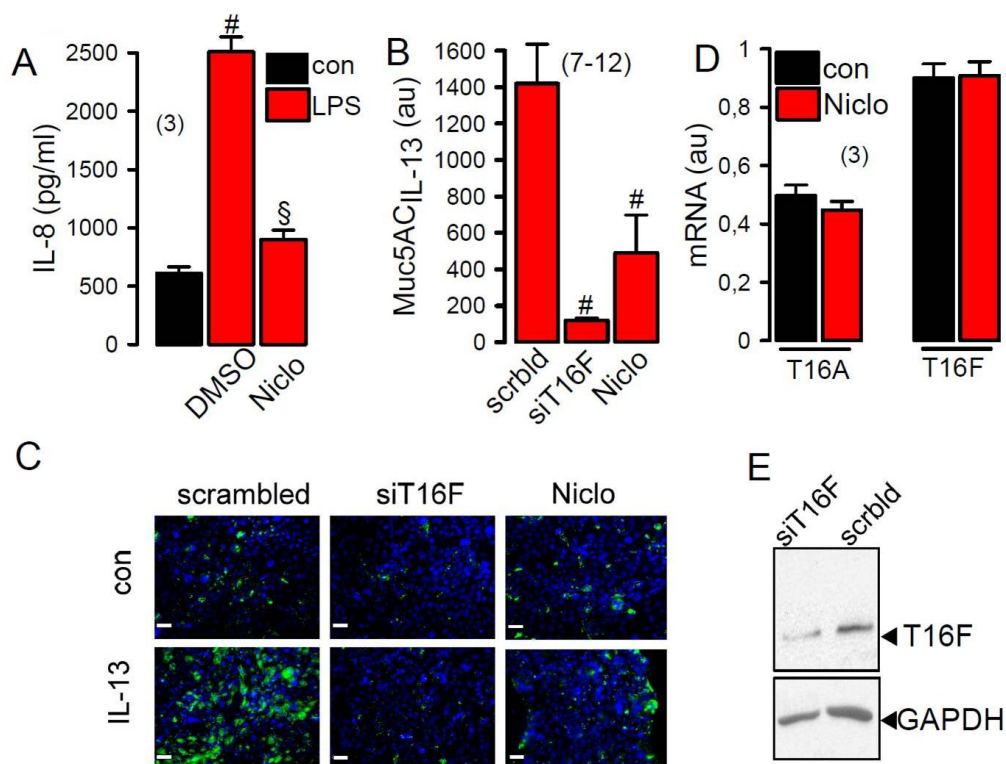 A
IL-8 (pg/ml)
2500
2000
1500
1000
500
0
(3)
#
§
con
LPS
DMSO
Niclo
B
Muc5AC IL-13 (au)
1600
1400
1200
1000
800
600
400
200
0
(7-12)
#
#
scrbld
siT16F
Niclo
D
mRNA (au)
1
0,8
0,6
0,4
0,2
0
con
Niclo
(3)
T16A
T16F
C
scrambled
siT16F
Niclo
con
IL-13
E
siT16F
scrbld
T16F
GAPDH